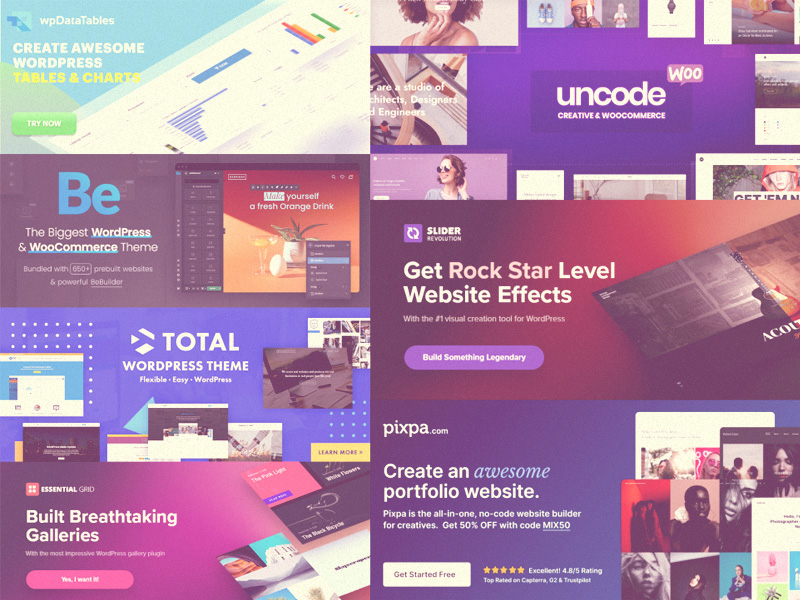 wpDataTables
CREATE AWESOME
WORDPRESS
TABLES & CHARTS
TRY NOW
e are a studio of
chitects, Designers
d Engineers
uncode
WOO
CREATIVE & WOOCOMMERCE
GET 'EM N
Be
The Biggest WordPress
& WooCommerce Theme
Bundled with 650+ prebuilt websites
& powerful BeBuilder
Make yourself
a fresh Orange Drink
SLIDER
REVOLUTION
Get Rock Star Level
Website Effects
With the #1 visual creation tool for WordPress
Build Something Legendary
ACOU
TOTAL
WORDPRESS THEME
Flexible · Easy · WordPress
LEARN MORE >
ESSENTIAL GRID
Built Breathtaking
Galleries
With the most impressive WordPress gallery plugin
Yes, I want it!
The Pink Light
White Flowers
The Black Bicycle
pixpa.com
Create an awesome
portfolio website.
Pixpa is the all-in-one, no-code website builder
for creatives. Get 50% OFF with code MIX50
Get Started Free
Excellent! 4.8/5 Rating
Top Rated on Capterra, G2 & Trustpilot